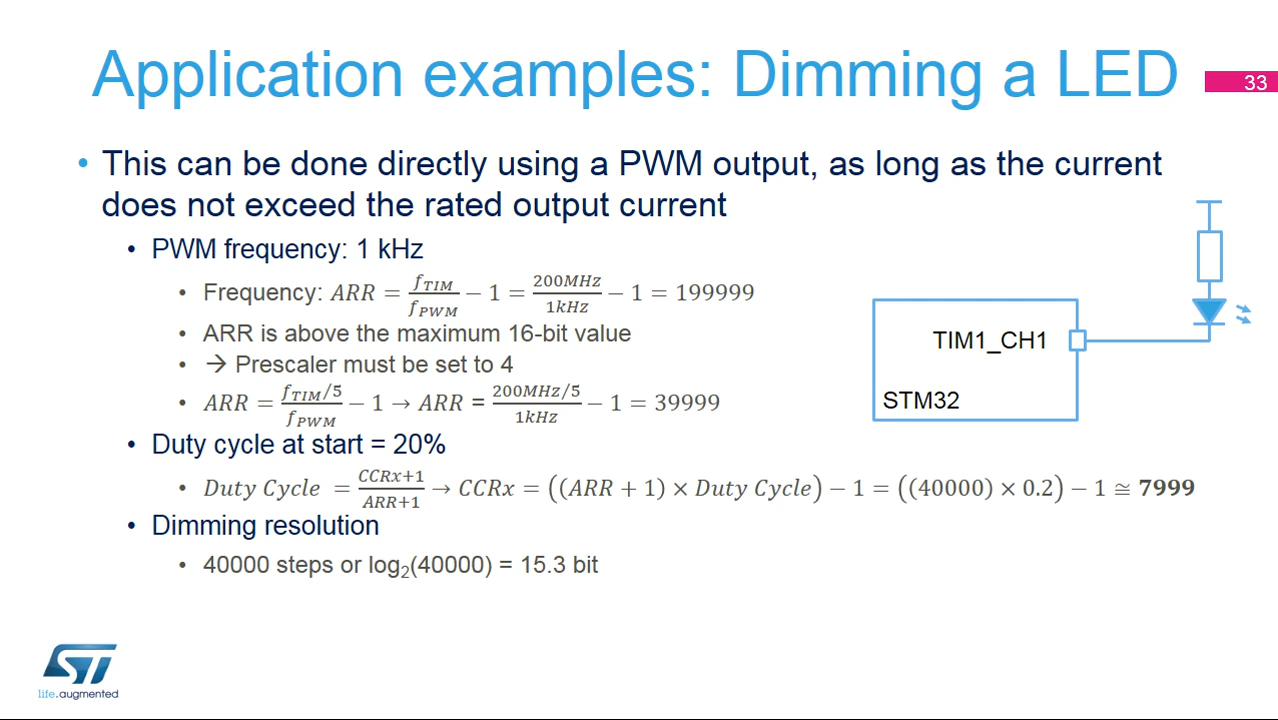 Application examples: Dimming a LED
33
• This can be done directly using a PWM output, as long as the current
does not exceed the rated output current
• PWM frequency: 1 kHz
• Frequency: ARR = f_TIM/f_PWM − 1 = 200MHz/1kHz − 1 = 199999
• ARR is above the maximum 16-bit value
• → Prescaler must be set to 4
• ARR = (f_TIM/5)/f_PWM − 1 → ARR = (200MHz/5)/1kHz − 1 = 39999
• Duty cycle at start = 20%
• Duty Cycle = (CCRx+1)/(ARR+1) → CCRx = ((ARR + 1) × Duty Cycle) − 1 = ((40000) × 0.2) − 1 ≅ 7999
• Dimming resolution
• 40000 steps or log₂(40000) = 15.3 bit
TIM1_CH1
STM32
ST
life.augmented